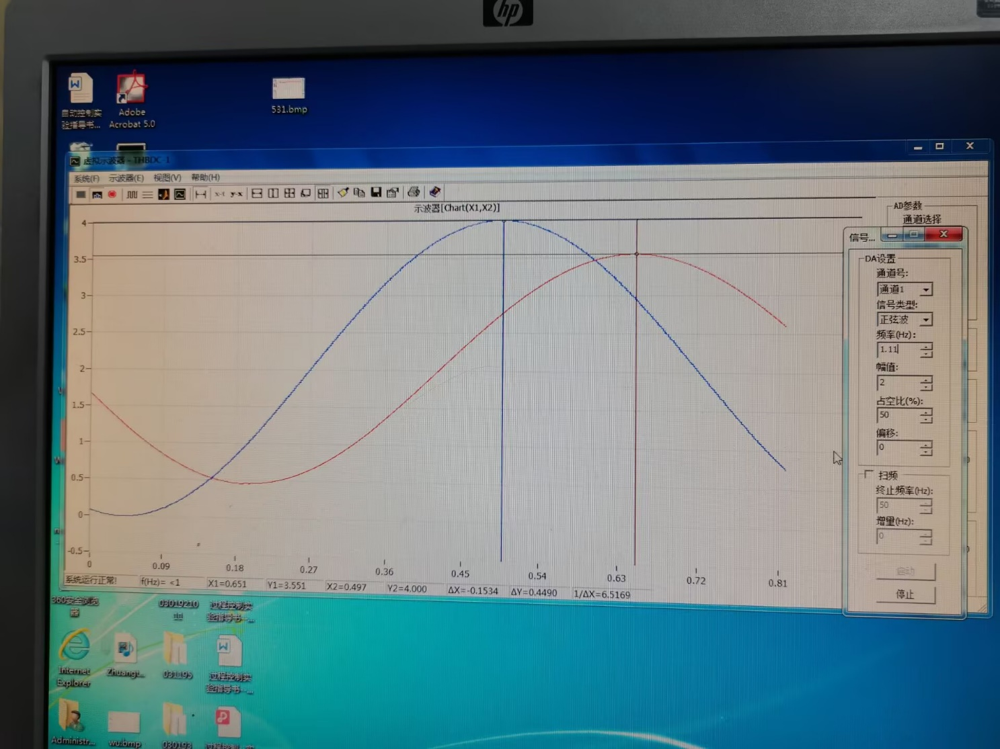 hp
自动控制实
验指导书...
Adobe
Acrobat 5.0
531.bmp
虚拟示波器 - THBDC-1
系统(F) 示波器(E) 视图(V) 帮助(H)
x-t y-x
示波器[Chart(X1,X2)]
AD参数
通道选择
4
3.5
3
2.5
2
1.5
1
0.5
0
-0.5
0 0.09 0.18 0.27 0.36 0.45 0.54 0.63 0.72 0.81
系统运行正常! f(Hz)= <1 X1=0.651 Y1=3.551 X2=0.497 Y2=4.000 ΔX=-0.1534 ΔY=0.4490 1/ΔX=6.5169
信号...
DA设置
通道号:
通道1
信号类型:
正弦波
频率(Hz):
1.11
幅值:
2
占空比(%):
50
偏移:
0
扫频
终止频率(Hz):
50
增量(Hz):
0
启动
停止
360安全浏览
器
03019210
过程控制实
验指导书—...
Internet
Explorer
Zhuangt...
031195
过程控制实
验指导书—...
Administr...
wu.bmp
030193